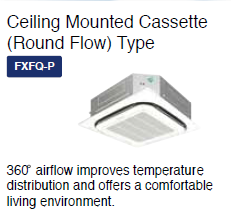 Ceiling Mounted Cassette
(Round Flow) Type
FXFQ-P
360° airflow improves temperature
distribution and offers a comfortable
living environment.